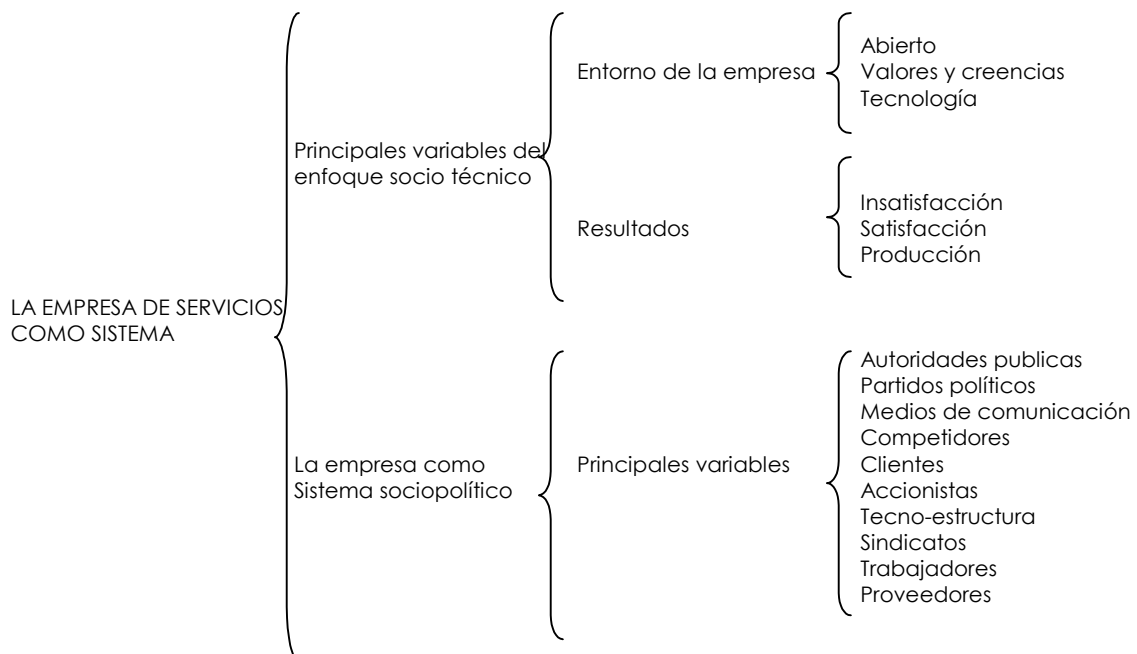 LA EMPRESA DE SERVICIOS
COMO SISTEMA
Principales variables del
enfoque socio técnico
Entorno de la empresa
Abierto
Valores y creencias
Tecnología
Resultados
Insatisfacción
Satisfacción
Producción
La empresa como
Sistema sociopolítico
Principales variables
Autoridades publicas
Partidos políticos
Medios de comunicación
Competidores
Clientes
Accionistas
Tecno-estructura
Sindicatos
Trabajadores
Proveedores